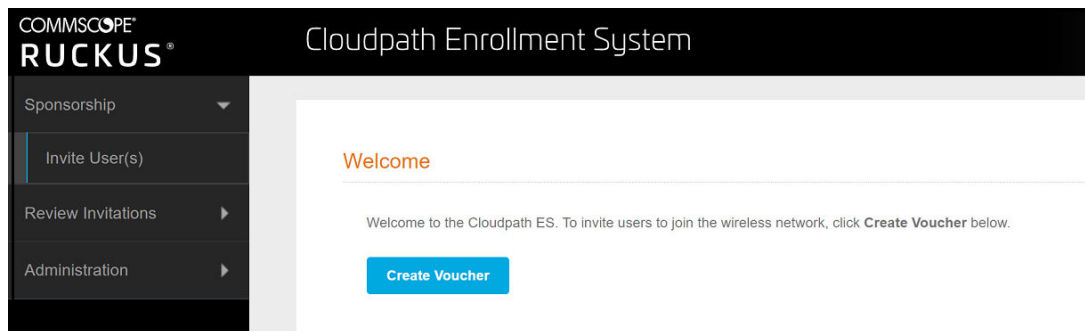 COMMSCOPE®
RUCKUS®
Cloudpath Enrollment System
Sponsorship
Invite User(s)
Review Invitations
Administration
Welcome
Welcome to the Cloudpath ES. To invite users to join the wireless network, click Create Voucher below.
Create Voucher